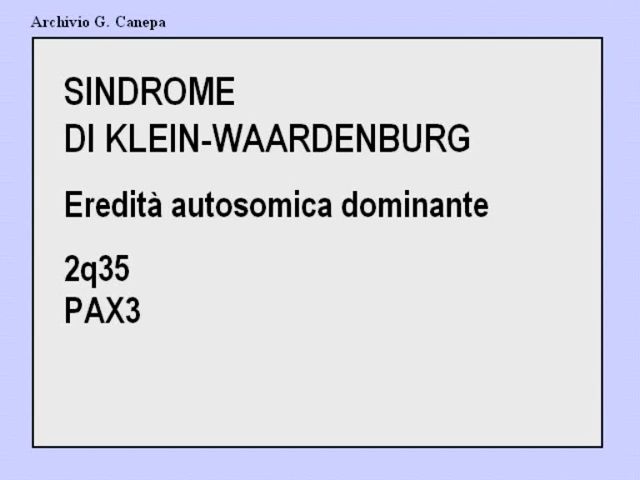 Archivio G. Canepa
SINDROME
DI KLEIN-WAARDENBURG
Eredità autosomica dominante
2q35
PAX3